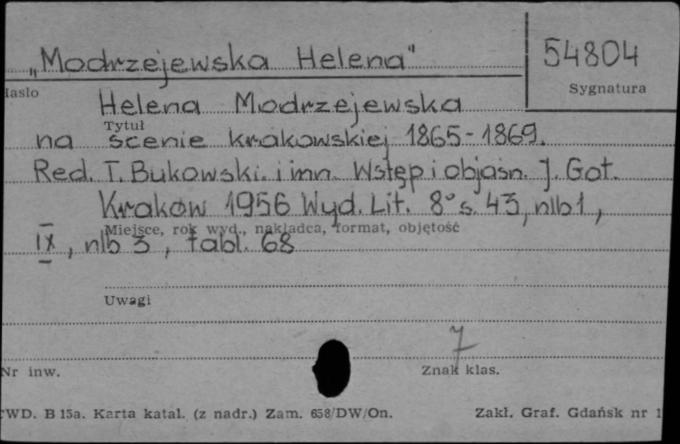 „Modrzejewska Helena"
54804
Hasło
Sygnatura
Helena Modrzejewska
Tytuł
na scenie krakowskiej 1865-1869.
Red. T. Bukowski. i inn. Wstęp i objaśn. J. Got.
Kraków 1956 Wyd. Lit. 8° s. 43, nlb 1,
Miejsce, rok wyd., nakładca, format, objętość
IX, nlb 3, tabl. 68
Uwagi
7
Nr inw.
Znak klas.
WD. B 15a. Karta katal. (z nadr.) Zam. 658/DW/On.
Zakł. Graf. Gdańsk nr 1